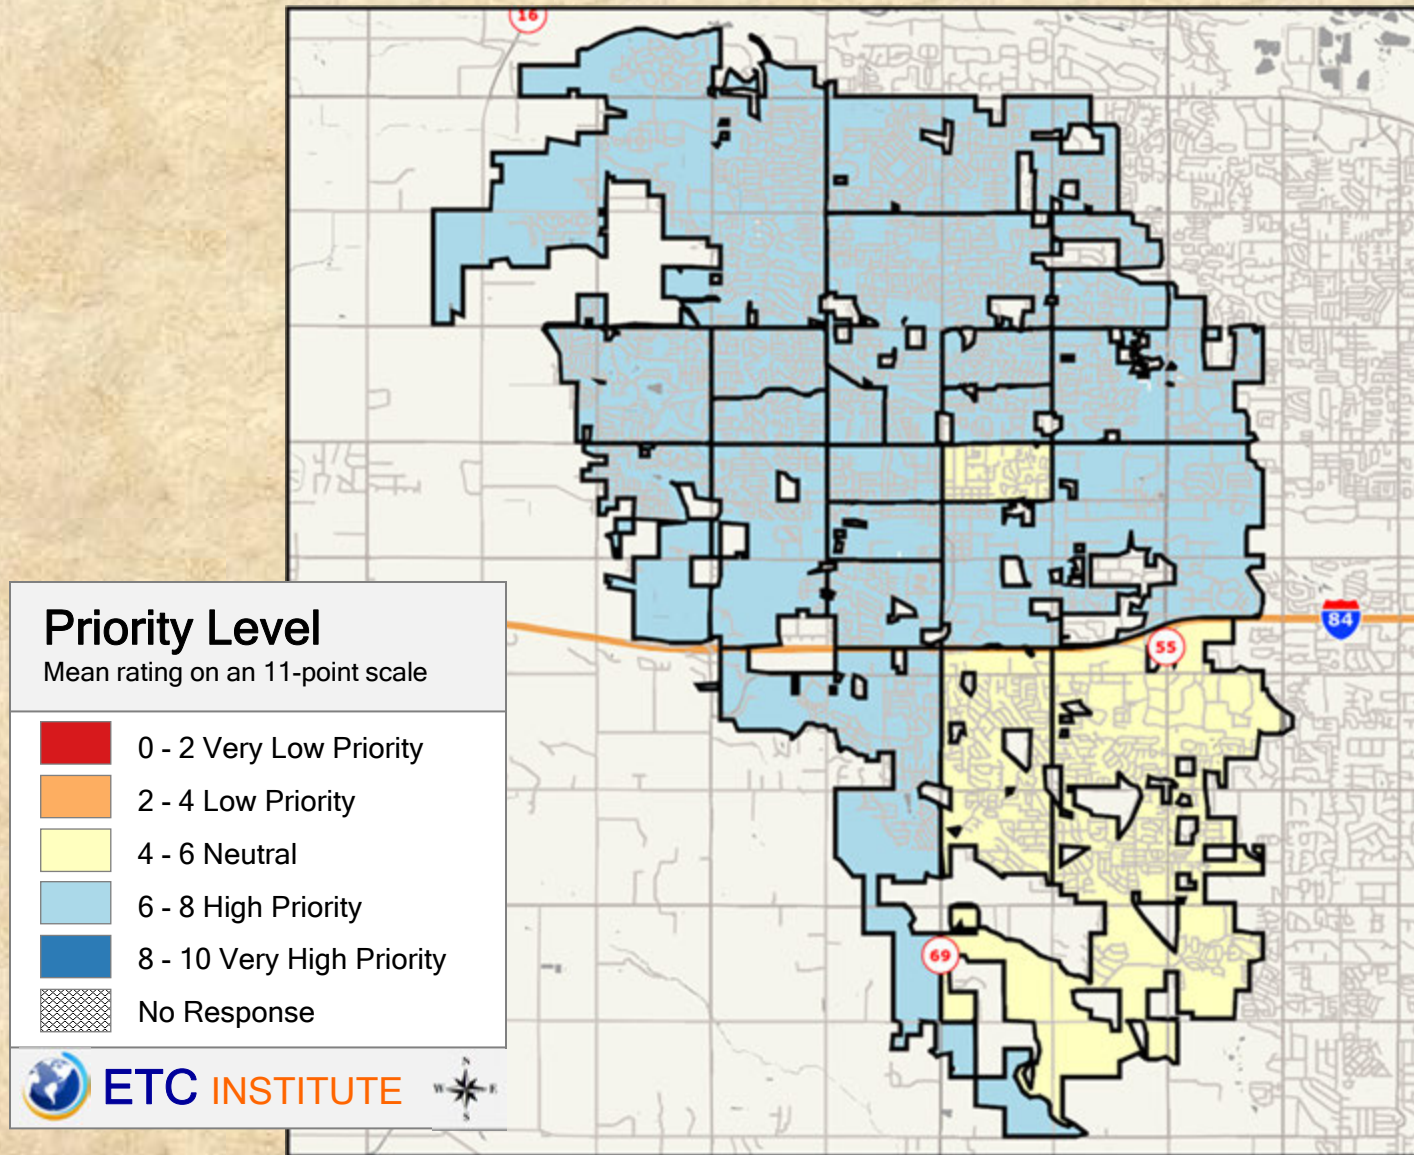 16
84
55
69
Priority Level
Mean rating on an 11-point scale
0 - 2 Very Low Priority
2 - 4 Low Priority
4 - 6 Neutral
6 - 8 High Priority
8 - 10 Very High Priority
No Response
ETC INSTITUTE
N
W E
S